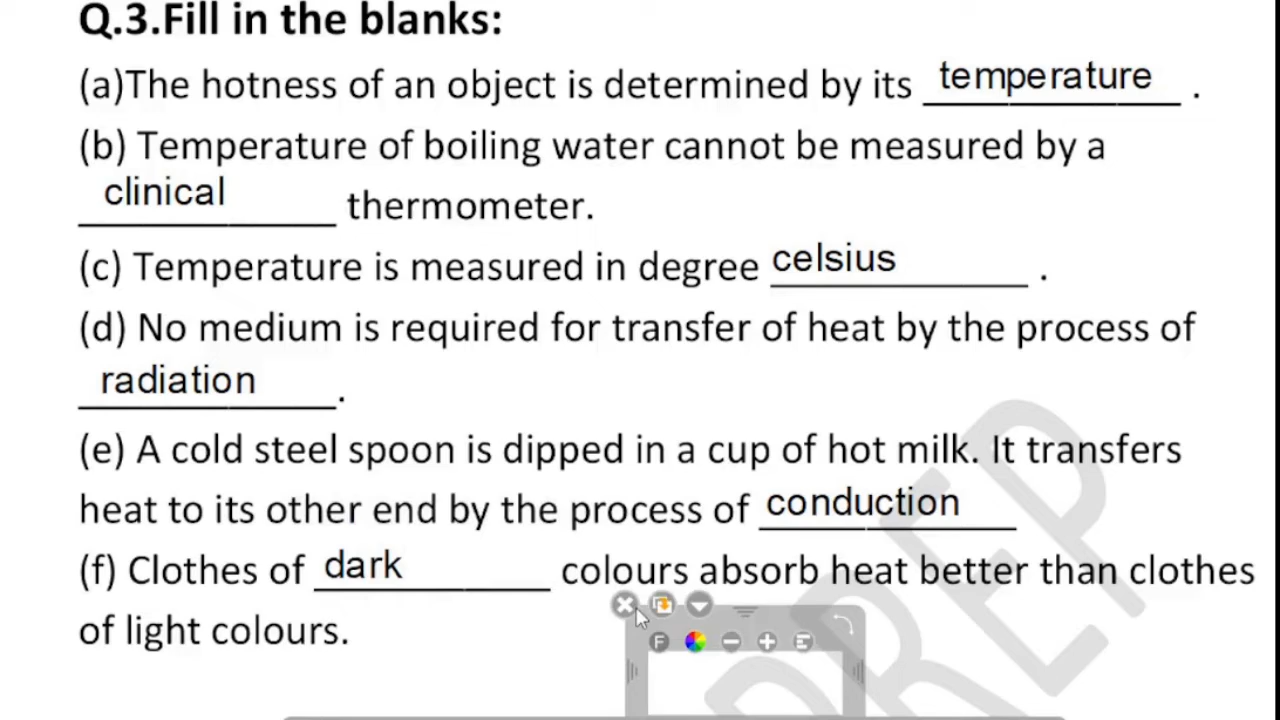 Q.3.Fill in the blanks:
(a)The hotness of an object is determined by its temperature .
(b) Temperature of boiling water cannot be measured by a
clinical thermometer.
(c) Temperature is measured in degree celsius .
(d) No medium is required for transfer of heat by the process of
radiation.
(e) A cold steel spoon is dipped in a cup of hot milk. It transfers
heat to its other end by the process of conduction
(f) Clothes of dark colours absorb heat better than clothes
of light colours.
PREP
F